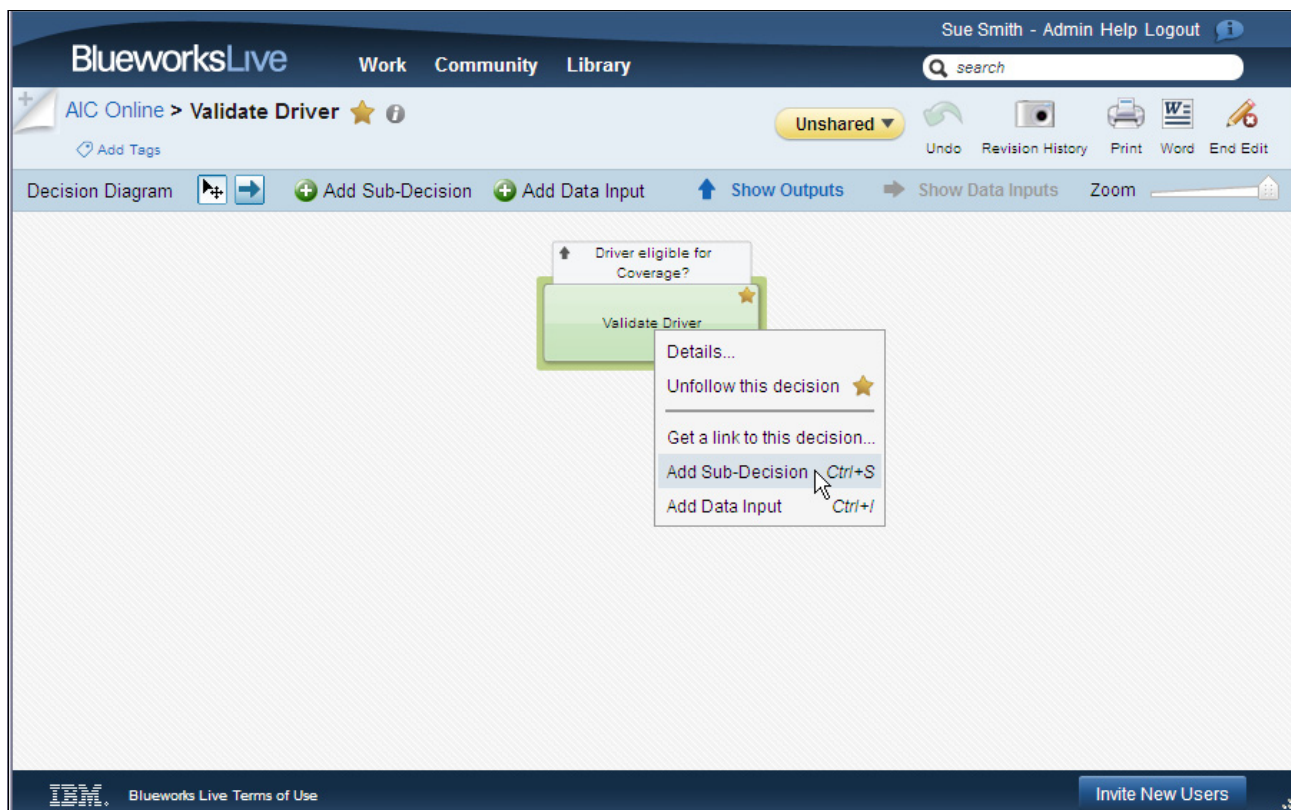 Sue Smith - Admin Help Logout
BlueworksLive Work Community Library search
AIC Online > Validate Driver
Unshared
Add Tags
Undo Revision History Print Word End Edit
Decision Diagram Add Sub-Decision Add Data Input Show Outputs Show Data Inputs Zoom
Driver eligible for
Coverage?
Validate Driver
Details...
Unfollow this decision
Get a link to this decision...
Add Sub-Decision Ctrl+S
Add Data Input Ctrl+I
IBM. Blueworks Live Terms of Use Invite New Users